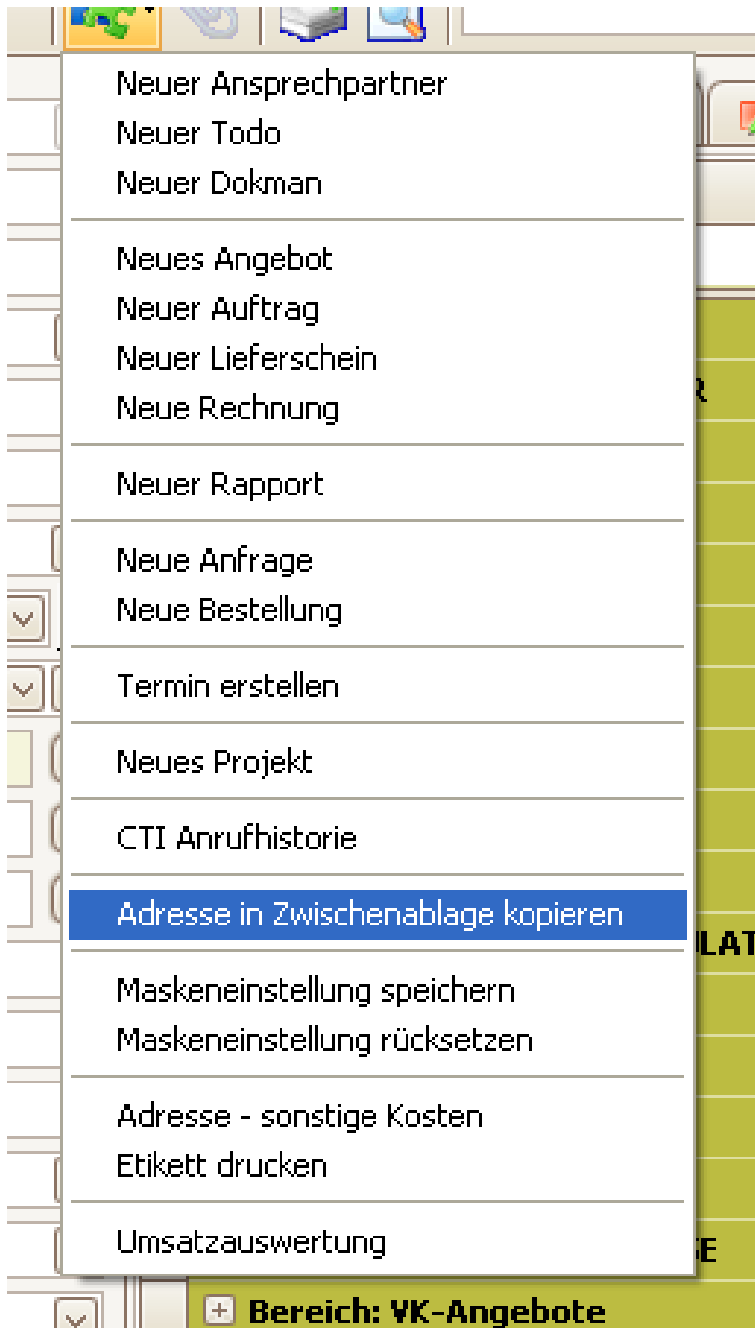 Neuer Ansprechpartner
Neuer Todo
Neuer Dokman
Neues Angebot
Neuer Auftrag
Neuer Lieferschein
Neue Rechnung
R
Neuer Rapport
Neue Anfrage
Neue Bestellung
Termin erstellen
Neues Projekt
CTI Anrufhistorie
Adresse in Zwischenablage kopieren
LAT
Maskeneinstellung speichern
Maskeneinstellung rücksetzen
Adresse - sonstige Kosten
Etikett drucken
Umsatzauswertung
E
Bereich: VK-Angebote